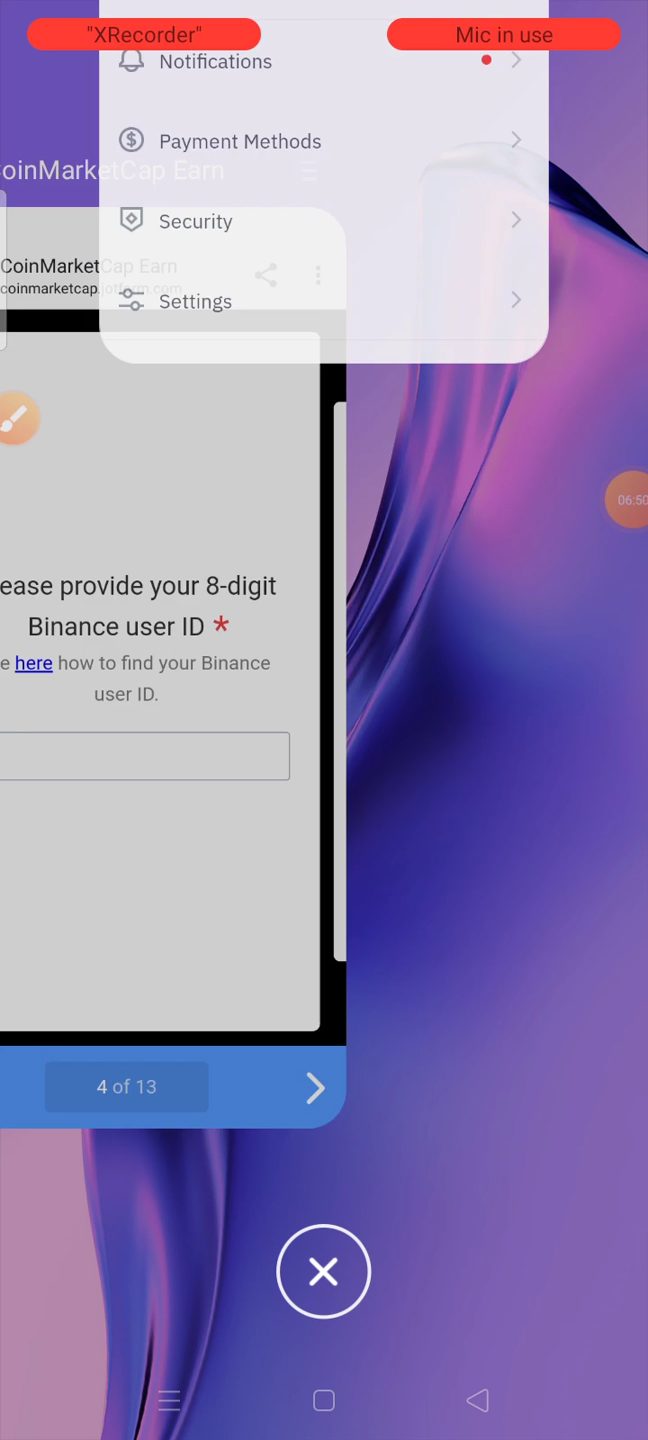 "XRecorder"
Mic in use
Notifications
Payment Methods
CoinMarketCap Earn
Security
CoinMarketCap Earn
coinmarketcap.jotform.com
Settings
06:50
ease provide your 8-digit
Binance user ID *
e here how to find your Binance
user ID.
4 of 13